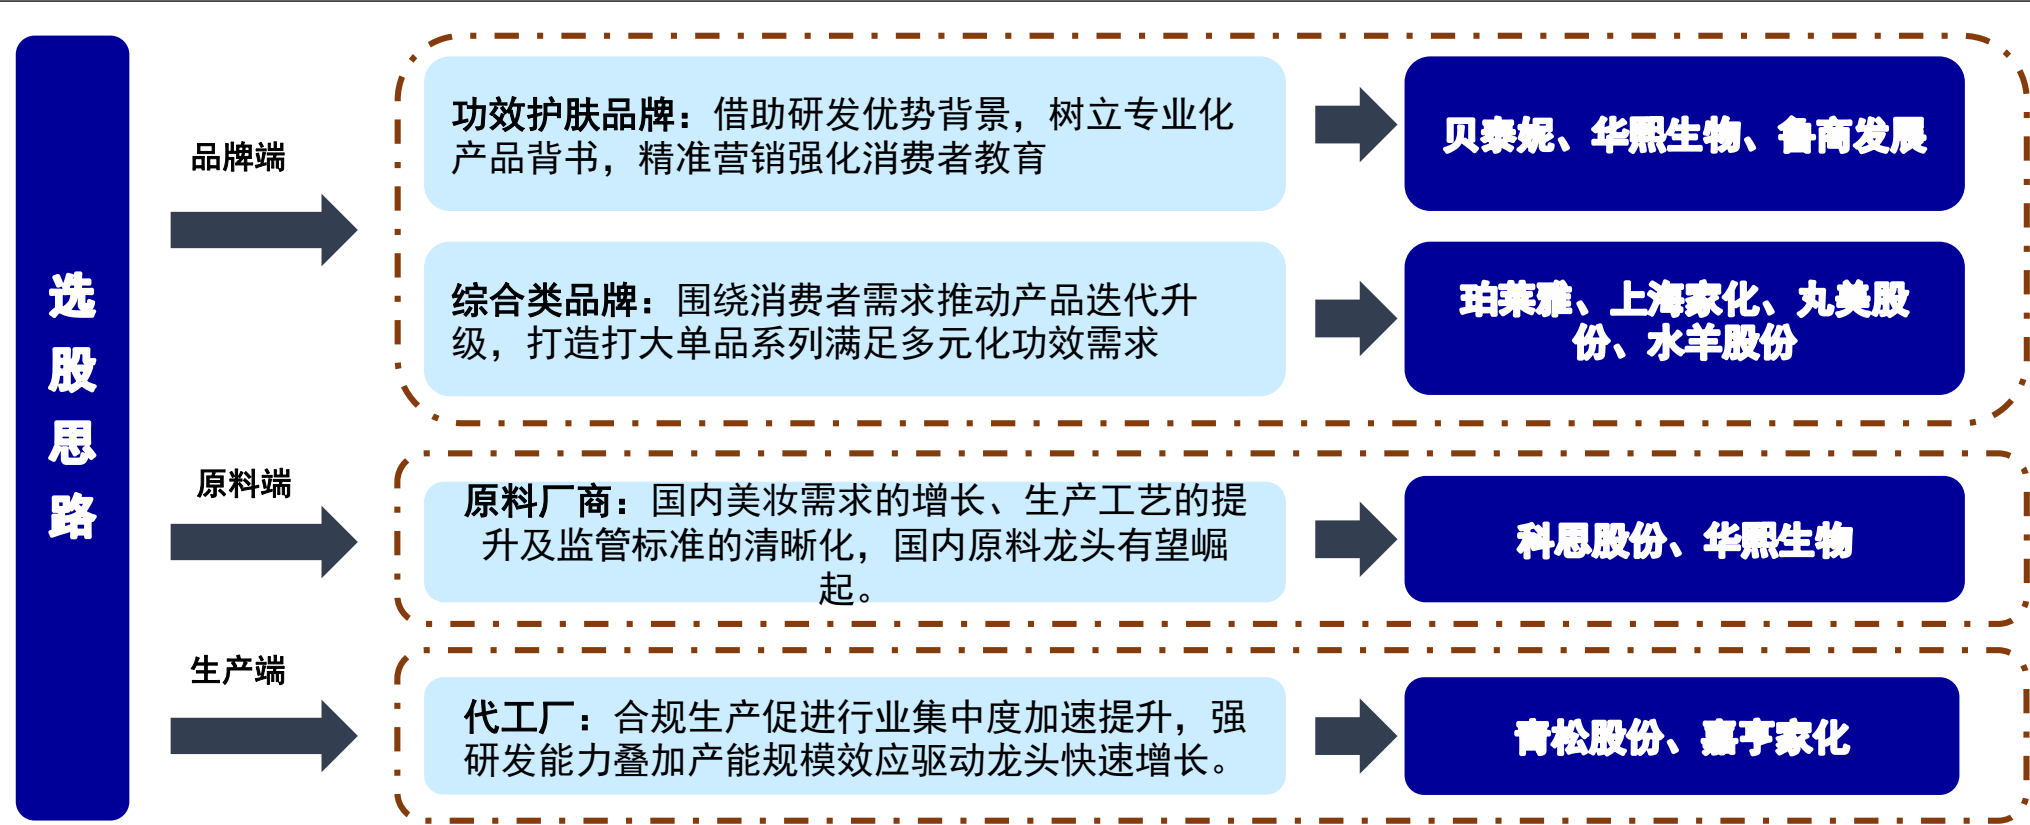 选
股
思
路
品牌端
功效护肤品牌：借助研发优势背景，树立专业化
产品背书，精准营销强化消费者教育
贝泰妮、华熙生物、鲁商发展
综合类品牌：围绕消费者需求推动产品迭代升
级，打造打大单品系列满足多元化功效需求
珀莱雅、上海家化、丸美股
份、水羊股份
原料端
原料厂商：国内美妆需求的增长、生产工艺的提
升及监管标准的清晰化，国内原料龙头有望崛
起。
科思股份、华熙生物
生产端
代工厂：合规生产促进行业集中度加速提升，强
研发能力叠加产能规模效应驱动龙头快速增长。
青松股份、嘉亨家化